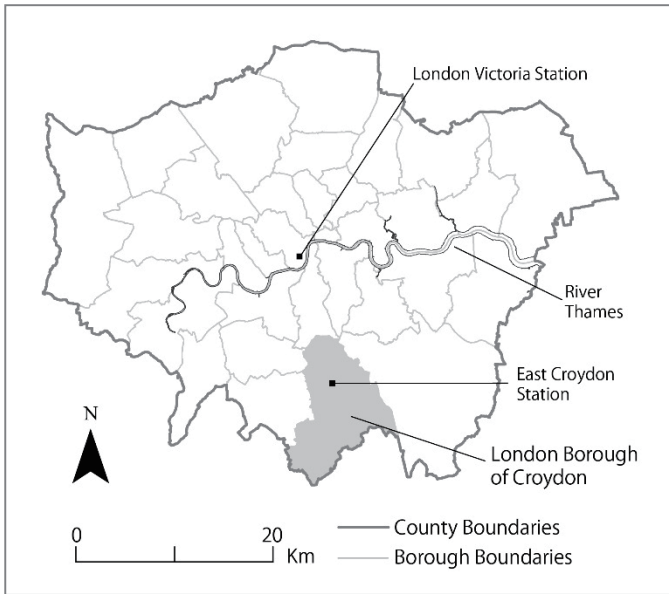 London Victoria Station
River
Thames
East Croydon
Station
London Borough
of Croydon
N
0 20
Km
County Boundaries
Borough Boundaries